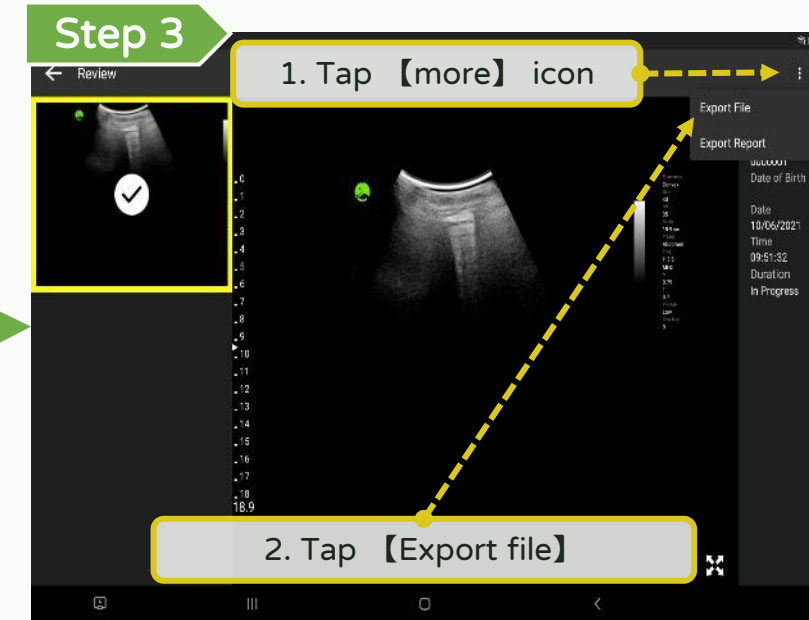 Step 3
Review
1. Tap 【more】 icon
Export File
Export Report
Date of Birth
Date
10/06/2021
Time
09:51:32
Duration
In Progress
0
1
2
3
4
5
6
7
8
9
10
11
12
13
14
15
16
17
18
18.9
2. Tap 【Export file】